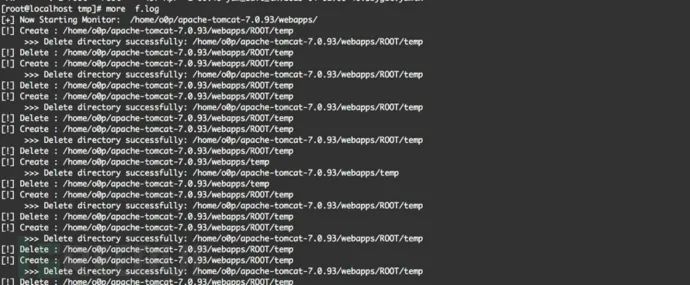 [root@localhost tmp]# more f.log
[+] Now Starting Monitor: /home/o0p/apache-tomcat-7.0.93/webapps/
[!] Create : /home/o0p/apache-tomcat-7.0.93/webapps/ROOT/temp
>>> Delete directory successfully: /home/o0p/apache-tomcat-7.0.93/webapps/ROOT/temp
[!] Delete : /home/o0p/apache-tomcat-7.0.93/webapps/ROOT/temp
[!] Create : /home/o0p/apache-tomcat-7.0.93/webapps/ROOT/temp
>>> Delete directory successfully: /home/o0p/apache-tomcat-7.0.93/webapps/ROOT/temp
[!] Delete : /home/o0p/apache-tomcat-7.0.93/webapps/ROOT/temp
[!] Create : /home/o0p/apache-tomcat-7.0.93/webapps/ROOT/temp
>>> Delete directory successfully: /home/o0p/apache-tomcat-7.0.93/webapps/ROOT/temp
[!] Delete : /home/o0p/apache-tomcat-7.0.93/webapps/ROOT/temp
[!] Create : /home/o0p/apache-tomcat-7.0.93/webapps/ROOT/temp
>>> Delete directory successfully: /home/o0p/apache-tomcat-7.0.93/webapps/ROOT/temp
[!] Delete : /home/o0p/apache-tomcat-7.0.93/webapps/ROOT/temp
[!] Create : /home/o0p/apache-tomcat-7.0.93/webapps/temp
>>> Delete directory successfully: /home/o0p/apache-tomcat-7.0.93/webapps/temp
[!] Delete : /home/o0p/apache-tomcat-7.0.93/webapps/temp
[!] Create : /home/o0p/apache-tomcat-7.0.93/webapps/ROOT/temp
>>> Delete directory successfully: /home/o0p/apache-tomcat-7.0.93/webapps/ROOT/temp
[!] Delete : /home/o0p/apache-tomcat-7.0.93/webapps/ROOT/temp
[!] Create : /home/o0p/apache-tomcat-7.0.93/webapps/ROOT/temp
>>> Delete directory successfully: /home/o0p/apache-tomcat-7.0.93/webapps/ROOT/temp
[!] Delete : /home/o0p/apache-tomcat-7.0.93/webapps/ROOT/temp
[!] Create : /home/o0p/apache-tomcat-7.0.93/webapps/ROOT/temp
>>> Delete directory successfully: /home/o0p/apache-tomcat-7.0.93/webapps/ROOT/temp
[!] Delete : /home/o0p/apache-tomcat-7.0.93/webapps/ROOT/temp